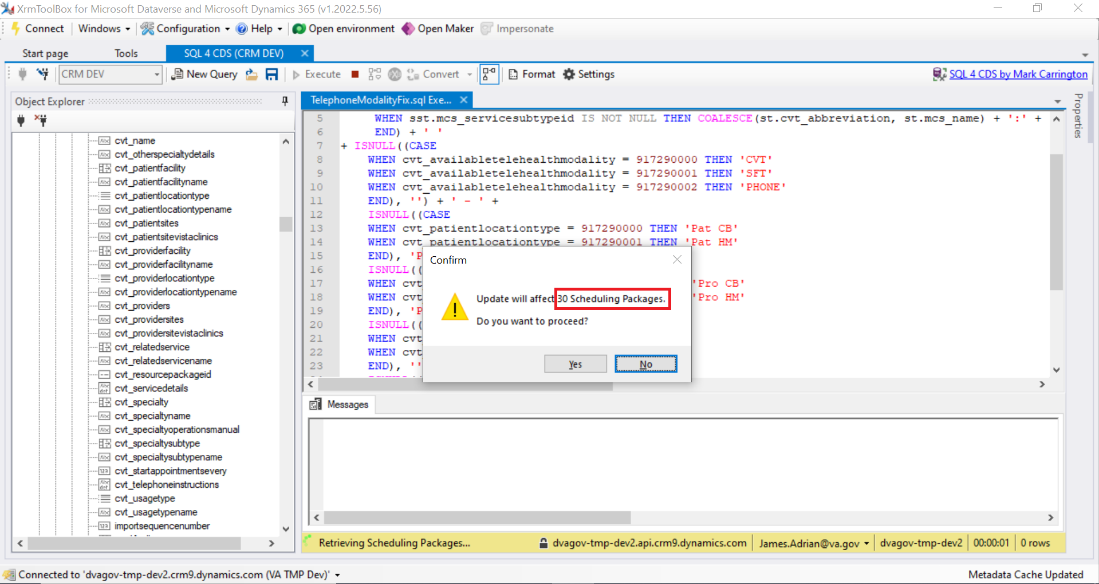 XrmToolBox for Microsoft Dataverse and Microsoft Dynamics 365 (v1.2022.5.56)
Connect Windows Configuration Help Open environment Open Maker Impersonate
Start page Tools SQL 4 CDS (CRM DEV)
CRM DEV New Query Execute Convert Format Settings SQL 4 CDS by Mark Carrington
Object Explorer
cvt_name
cvt_otherspecialtydetails
cvt_patientfacility
cvt_patientfacilityname
cvt_patientlocationtype
cvt_patientlocationtypename
cvt_patientsites
cvt_patientsitevistaclinics
cvt_providerfacility
cvt_providerfacilityname
cvt_providerlocationtype
cvt_providerlocationtypename
cvt_providers
cvt_providersites
cvt_providersitevistaclinics
cvt_relatedservice
cvt_relatedservicename
cvt_resourcepackageid
cvt_servicedetails
cvt_specialty
cvt_specialtyname
cvt_specialtyoperationsmanual
cvt_specialtysubtype
cvt_specialtysubtypename
cvt_startappointmentsevery
cvt_telephoneinstructions
cvt_usagetype
cvt_usagetypename
importsequencenumber
TelephoneModalityFix.sql Exe...
Properties
5 WHEN sst.mcs_servicesubtypeid IS NOT NULL THEN COALESCE(st.cvt_abbreviation, st.mcs_name) + ':' +
6 END) + ' '
7 + ISNULL((CASE
8 WHEN cvt_availabletelehealthmodality = 917290000 THEN 'CVT'
9 WHEN cvt_availabletelehealthmodality = 917290001 THEN 'SFT'
10 WHEN cvt_availabletelehealthmodality = 917290002 THEN 'PHONE'
11 END), '') + ' - ' +
12 ISNULL((CASE
13 WHEN cvt_patientlocationtype = 917290000 THEN 'Pat CB'
14 WHEN cvt_patientlocationtype = 917290001 THEN 'Pat HM'
15 END), 'P
16 ISNULL((
17 WHEN cvt 'Pro CB'
18 WHEN cvt 'Pro HM'
19 END), 'P
20 ISNULL((
21 WHEN cvt
22 WHEN cvt
23 END), ''
Confirm
Update will affect 30 Scheduling Packages.
Do you want to proceed?
Yes No
Messages
Retrieving Scheduling Packages... dvagov-tmp-dev2.api.crm9.dynamics.com James.Adrian@va.gov dvagov-tmp-dev2 00:00:01 0 rows
Connected to 'dvagov-tmp-dev2.crm9.dynamics.com (VA TMP Dev)' Metadata Cache Updated